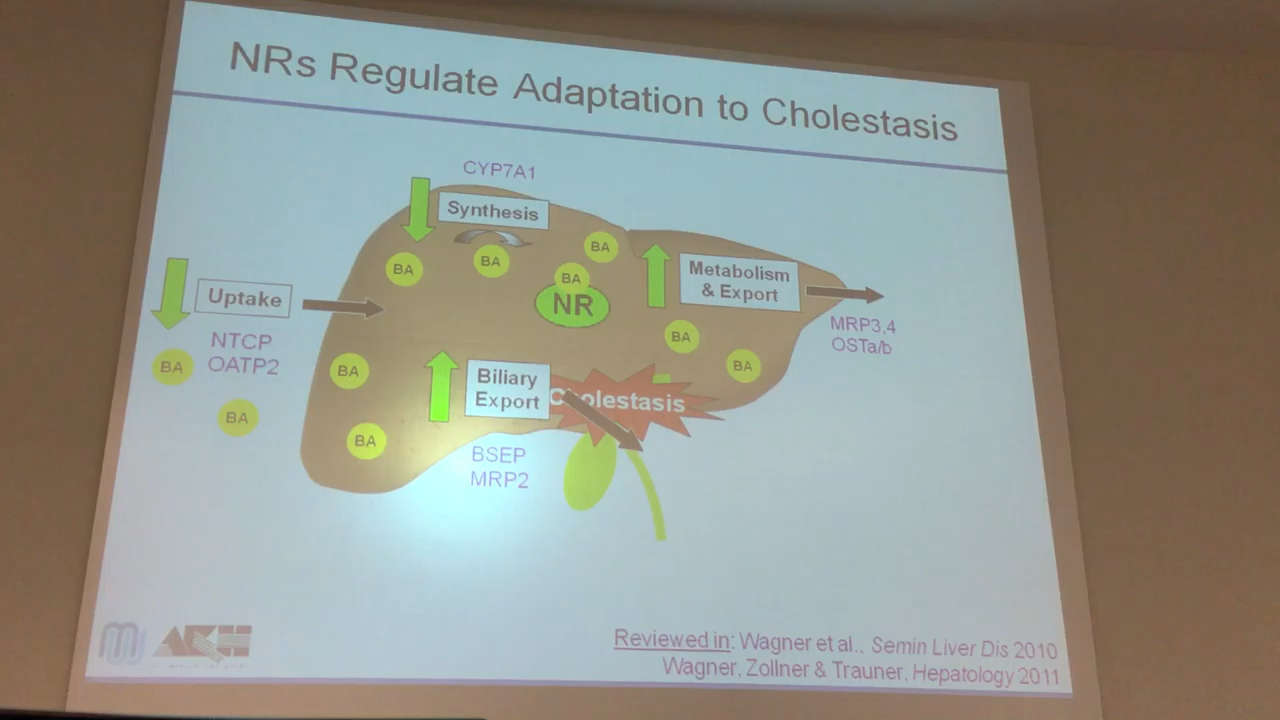 NRs Regulate Adaptation to Cholestasis
CYP7A1
Synthesis
BA
BA
BA
BA
NR
Metabolism
& Export
MRP3,4
OSTa/b
Uptake
NTCP
OATP2
BA
BA
BA
BA
BA
BA
Biliary
Export
Cholestasis
BSEP
MRP2
AKH
Reviewed in: Wagner et al., Semin Liver Dis 2010
Wagner, Zollner & Trauner, Hepatology 2011